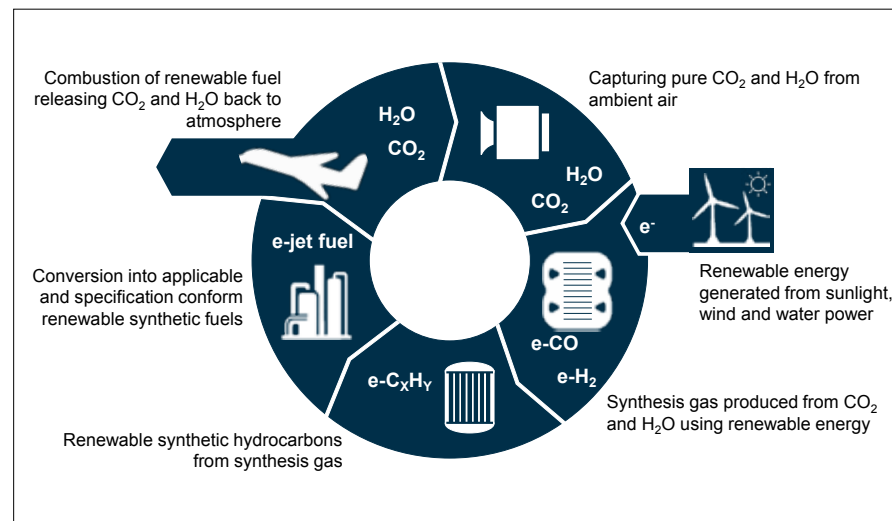 Combustion of renewable fuel
releasing CO₂ and H₂O back to
atmosphere
H₂O
CO₂
Capturing pure CO₂ and H₂O from
ambient air
H₂O
CO₂
e⁻
Renewable energy
generated from sunlight,
wind and water power
e-CO
e-H₂
Synthesis gas produced from CO₂
and H₂O using renewable energy
e-CₓHᵧ
Renewable synthetic hydrocarbons
from synthesis gas
e-jet fuel
Conversion into applicable
and specification conform
renewable synthetic fuels